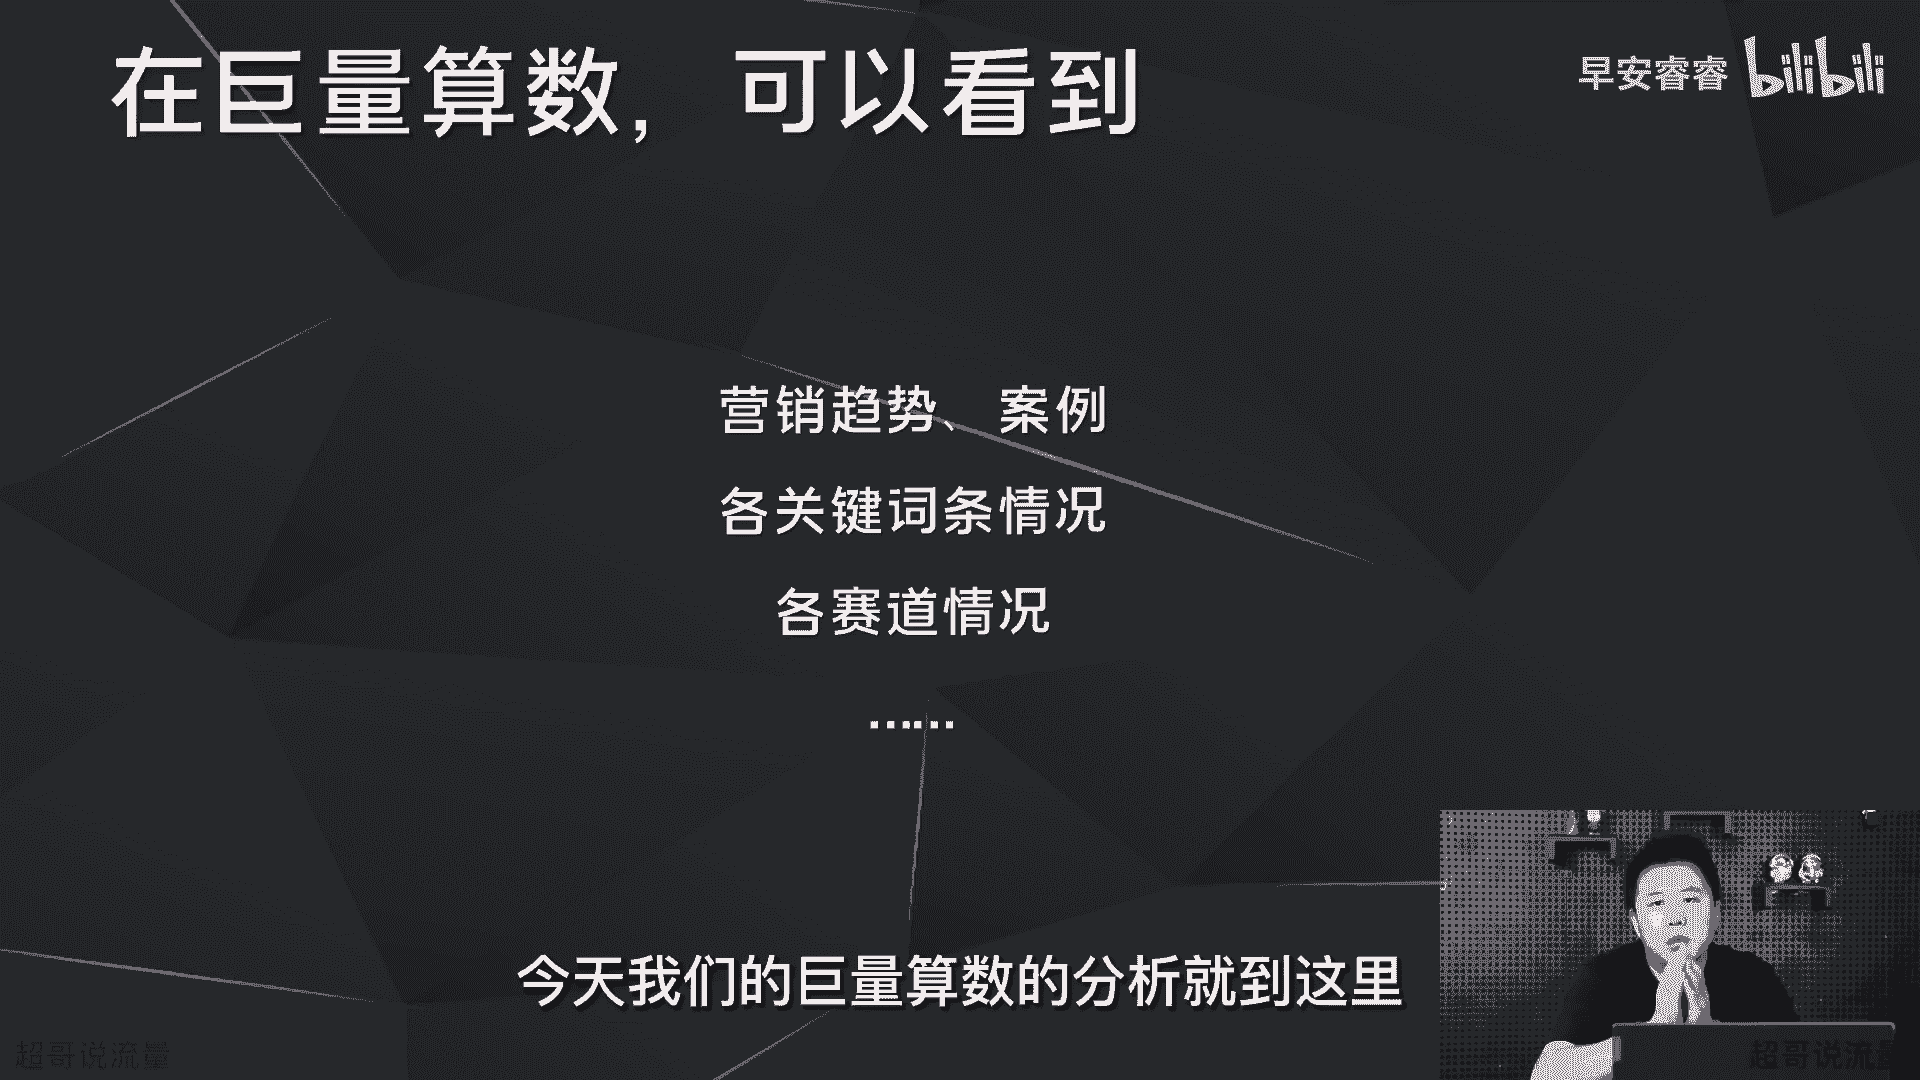 在巨量算数，可以看到
早安睿睿 bilibili
营销趋势、案例
各关键词条情况
各赛道情况
……
今天我们的巨量算数的分析就到这里
超哥说流量
超哥说流量